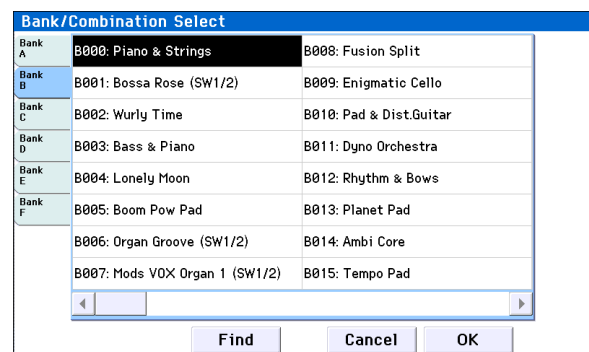 Bank/Combination Select
Bank
A
Bank
B
Bank
C
Bank
D
Bank
E
Bank
F
B000: Piano & Strings
B001: Bossa Rose (SW1/2)
B002: Wurly Time
B003: Bass & Piano
B004: Lonely Moon
B005: Boom Pow Pad
B006: Organ Groove (SW1/2)
B007: Mods VOX Organ 1 (SW1/2)
B008: Fusion Split
B009: Enigmatic Cello
B010: Pad & Dist.Guitar
B011: Dyno Orchestra
B012: Rhythm & Bows
B013: Planet Pad
B014: Ambi Core
B015: Tempo Pad
Find
Cancel
OK